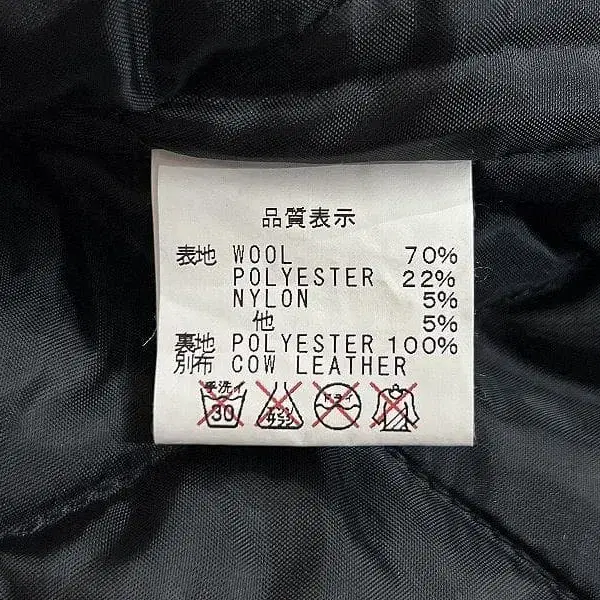 品質表示
表地 WOOL 70%
POLYESTER 22%
NYLON 5%
他 5%
裏地 POLYESTER 100%
別布 COW LEATHER
手洗イ 30 エンソサラシ ドライ